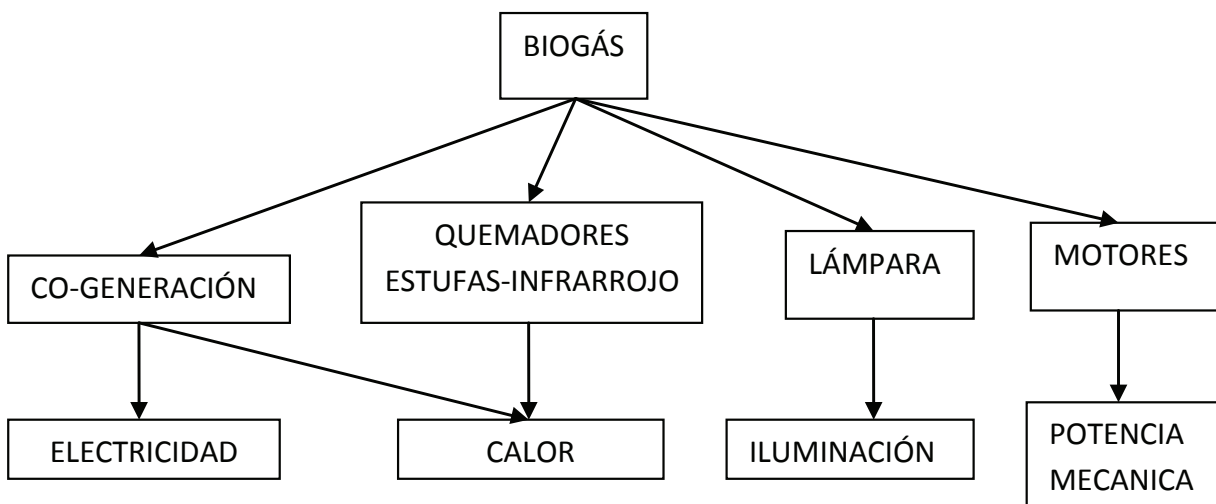 BIOGÁS
QUEMADORES
ESTUFAS-INFRARROJO
LÁMPARA
MOTORES
CO-GENERACIÓN
ELECTRICIDAD
CALOR
ILUMINACIÓN
POTENCIA
MECANICA